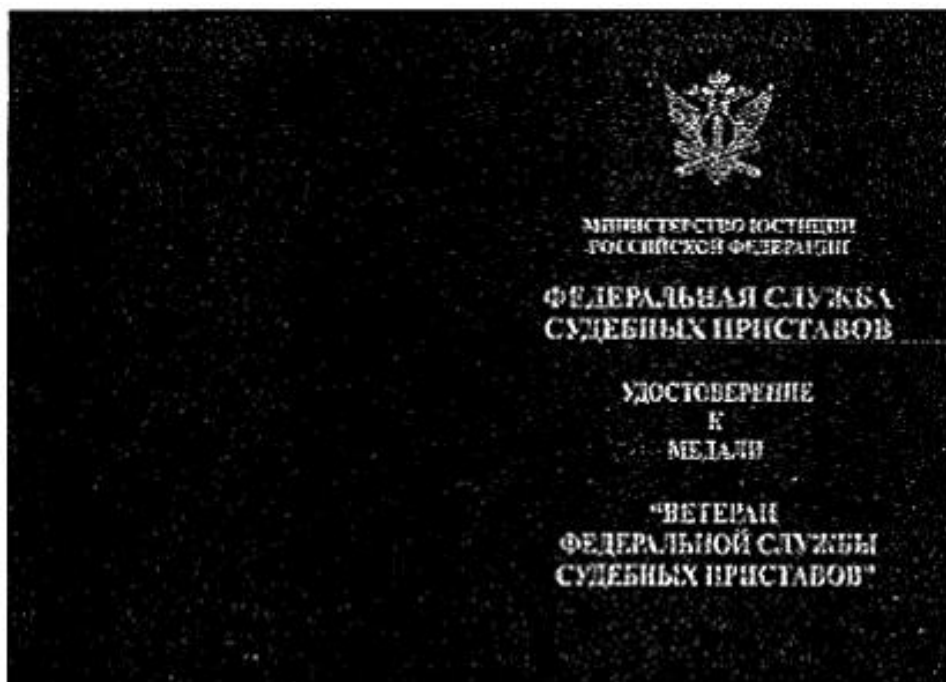 МИНИСТЕРСТВО ЮСТИЦИИ
РОССИЙСКОЙ ФЕДЕРАЦИИ
ФЕДЕРАЛЬНАЯ СЛУЖБА
СУДЕБНЫХ ПРИСТАВОВ
УДОСТОВЕРЕНИЕ
К
МЕДАЛИ
"ВЕТЕРАН
ФЕДЕРАЛЬНОЙ СЛУЖБЫ
СУДЕБНЫХ ПРИСТАВОВ"